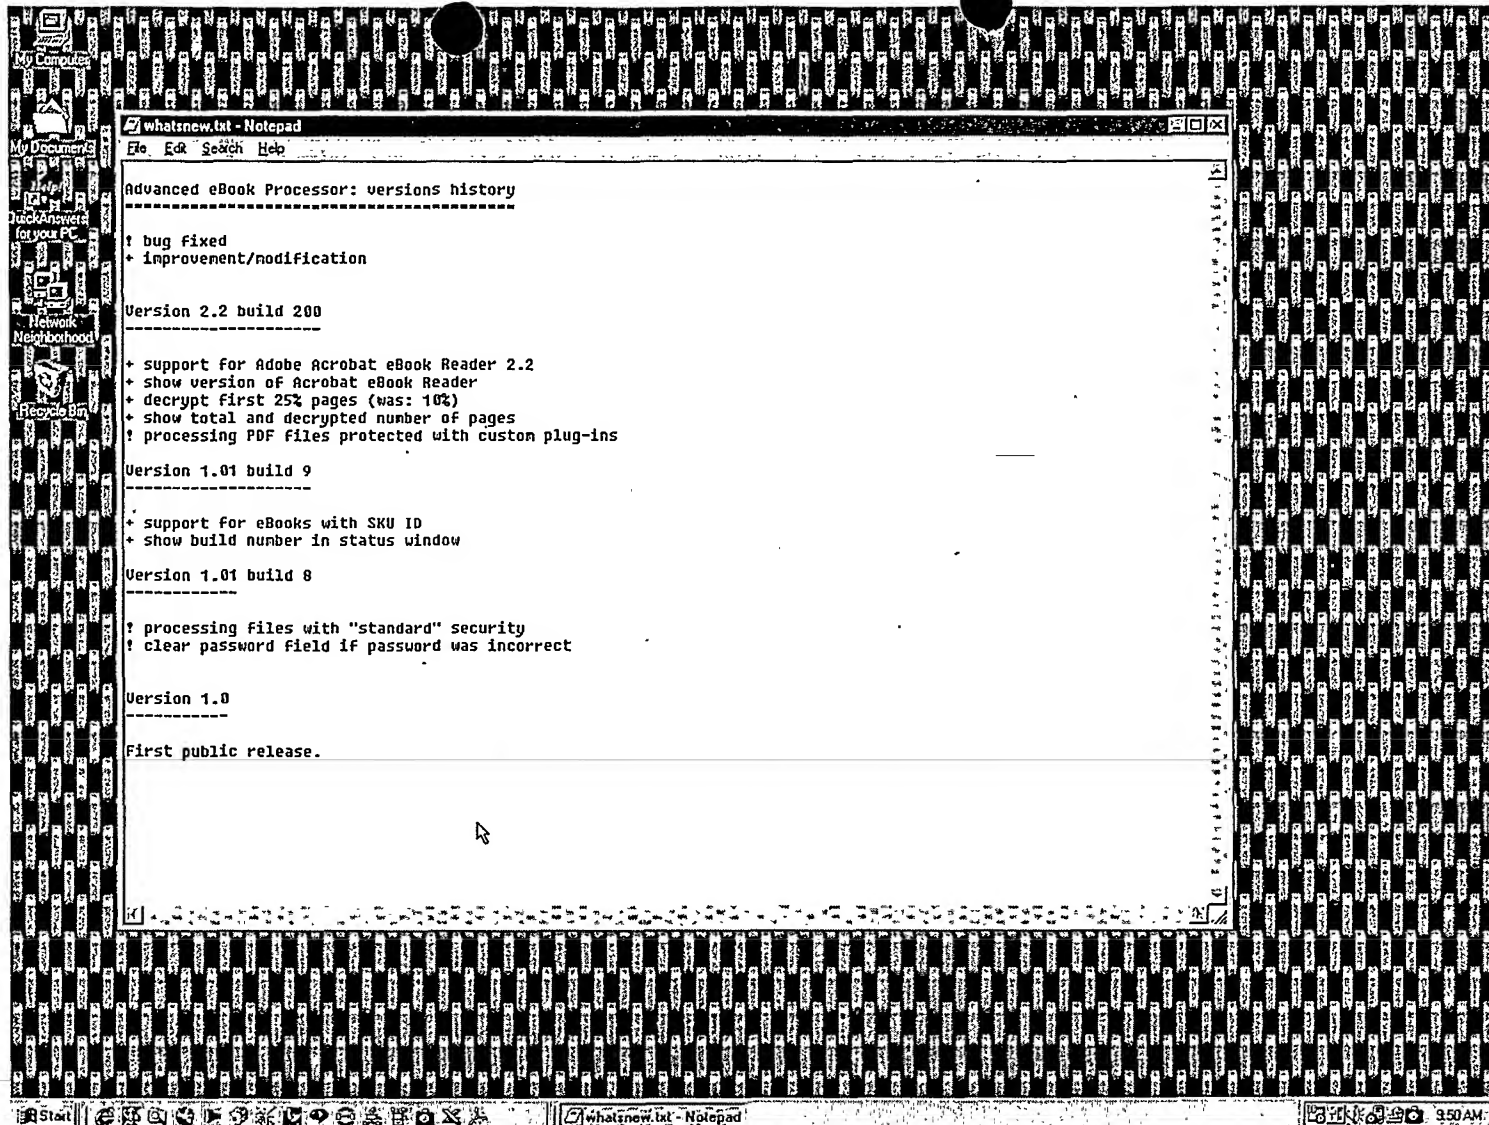 My Computer
My Documents
Help!
QuickAnswers
for your PC
Network
Neighborhood
Recycle Bin
whatsnew.txt - Notepad
File Edit Search Help
Advanced eBook Processor: versions history
------------------------------------------
! bug fixed
+ improvement/modification
Version 2.2 build 200
---------------------
+ support for Adobe Acrobat eBook Reader 2.2
+ show version of Acrobat eBook Reader
+ decrypt first 25% pages (was: 10%)
+ show total and decrypted number of pages
! processing PDF files protected with custom plug-ins
Version 1.01 build 9
--------------------
+ support for eBooks with SKU ID
+ show build number in status window
Version 1.01 build 8
------------
! processing files with "standard" security
! clear password field if password was incorrect
Version 1.0
-----------
First public release.
Start
whatsnew.txt - Notepad
9:50 AM